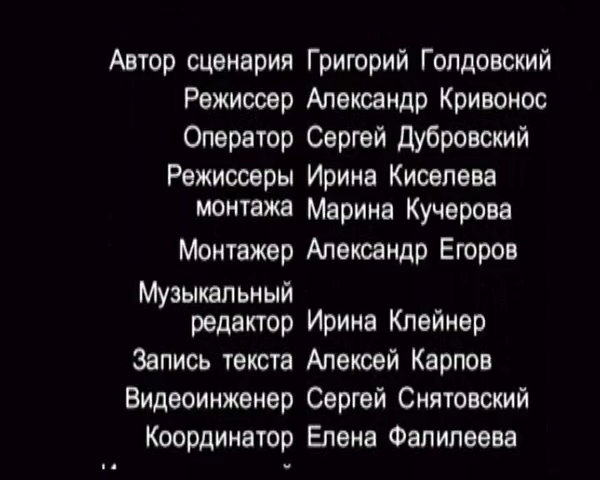 Автор сценария Григорий Голдовский
Режиссер Александр Кривонос
Оператор Сергей Дубровский
Режиссеры Ирина Киселева
монтажа Марина Кучерова
Монтажер Александр Егоров
Музыкальный
редактор Ирина Клейнер
Запись текста Алексей Карпов
Видеоинженер Сергей Снятовский
Координатор Елена Фалилеева